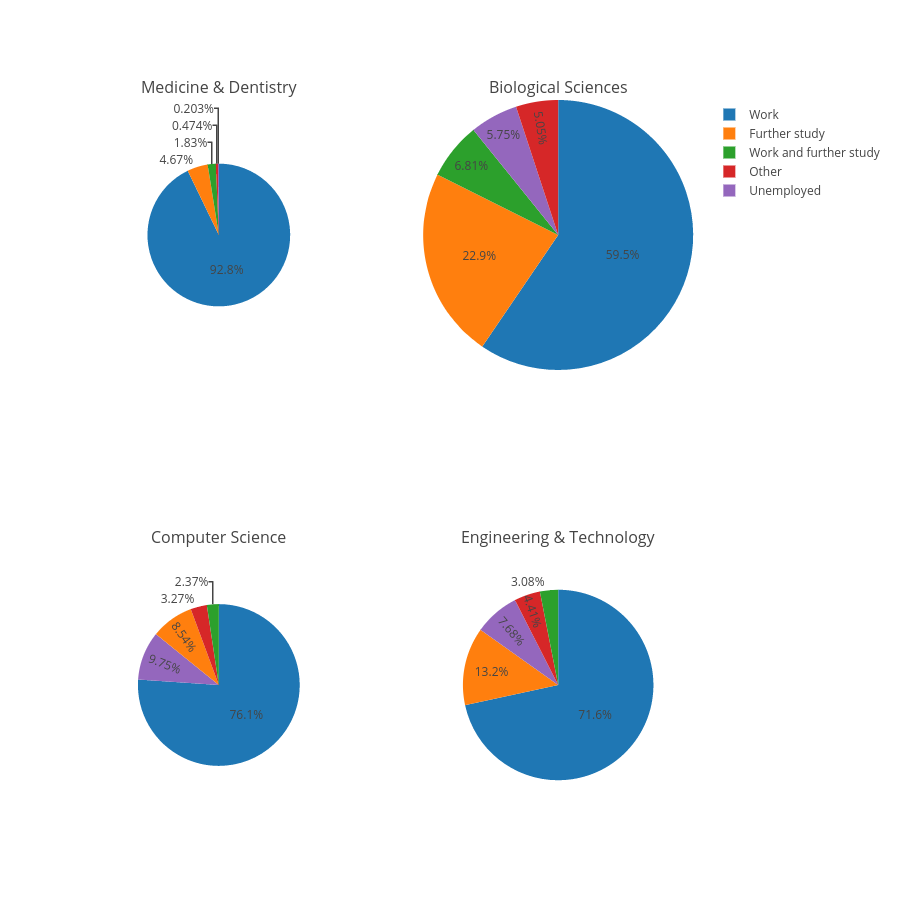 Medicine & Dentistry
0.203%
0.474%
1.83%
4.67%
92.8%
Biological Sciences
5.05%
5.75%
6.81%
22.9%
59.5%
Work
Further study
Work and further study
Other
Unemployed
Computer Science
2.37%
3.27%
8.54%
9.75%
76.1%
Engineering & Technology
3.08%
4.41%
7.68%
13.2%
71.6%